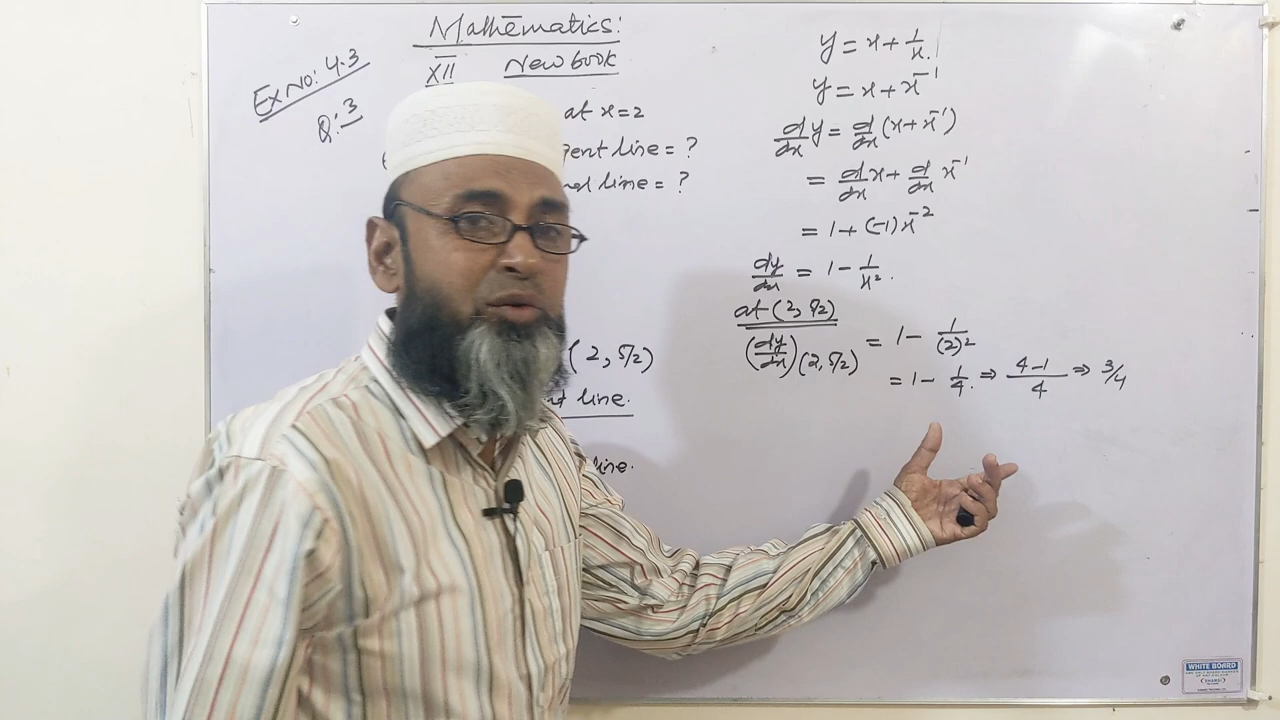 Mathematics:
XII New book
Ex No: 4.3
Q: 3
at x=2
gent line = ?
line = ?
( 2, 5/2)
line.
line.
y = x + 1/x.
y = x + x⁻¹
d/dx y = d/dx (x + x⁻¹)
= d/dx x + d/dx x⁻¹
= 1 + (-1) x⁻²
dy/dx = 1 - 1/x².
at (2, 5/2)
(dy/dx)(2, 5/2) = 1 - 1/(2)²
= 1 - 1/4. ⇒ 4-1/4 ⇒ 3/4
WHITE BOARD